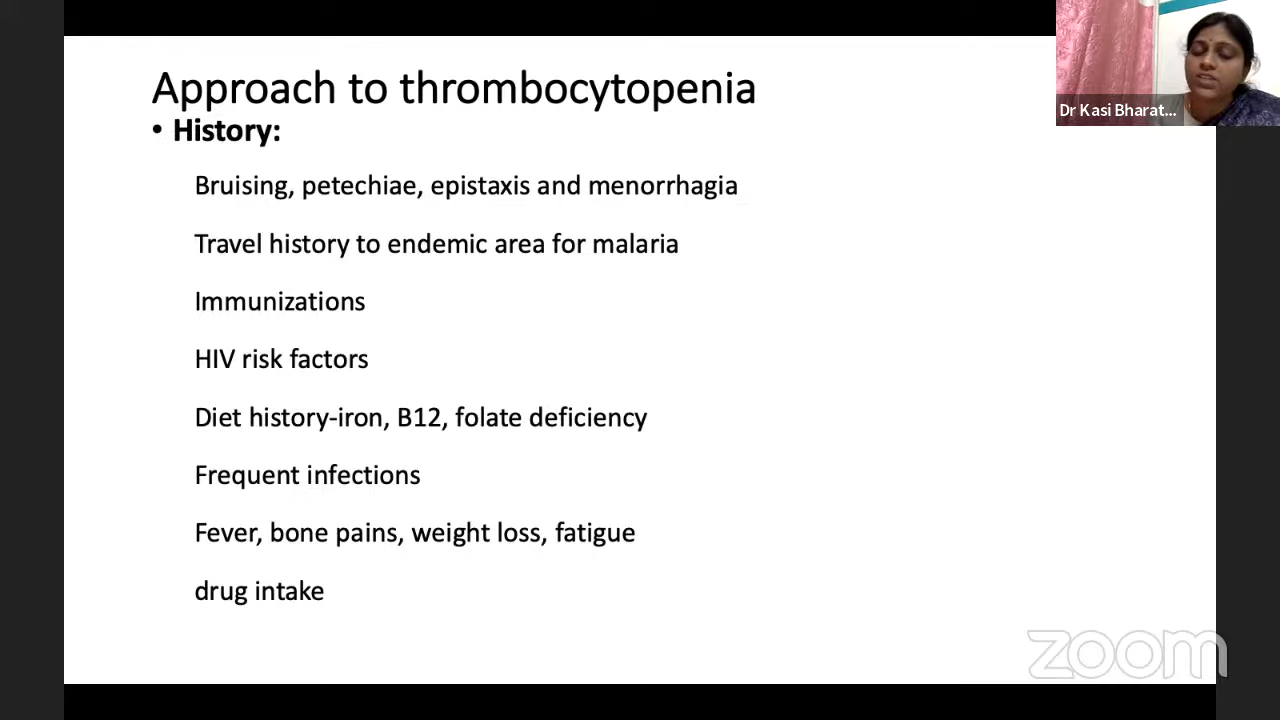 Approach to thrombocytopenia
• History:
Bruising, petechiae, epistaxis and menorrhagia
Travel history to endemic area for malaria
Immunizations
HIV risk factors
Diet history-iron, B12, folate deficiency
Frequent infections
Fever, bone pains, weight loss, fatigue
drug intake
Dr Kasi Bharat...
zoom